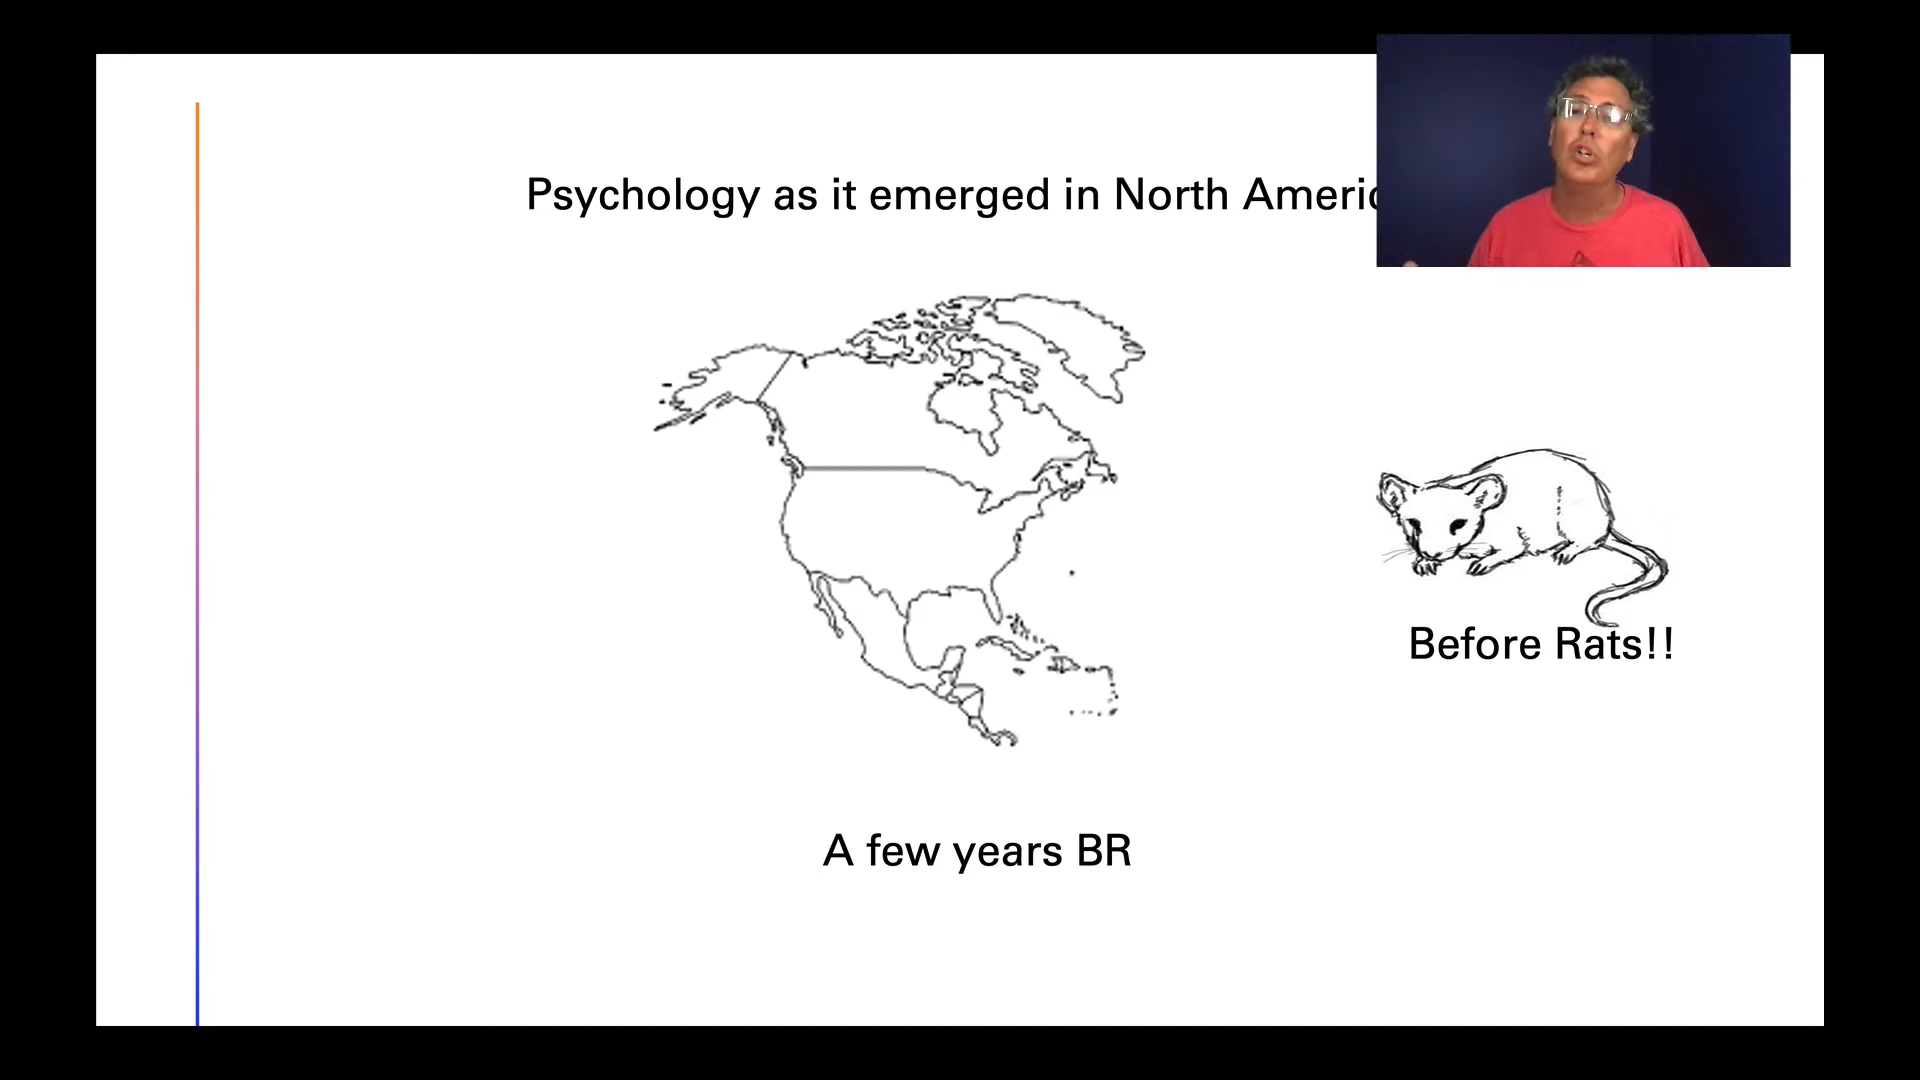 Psychology as it emerged in North Americ
Before Rats!!
A few years BR